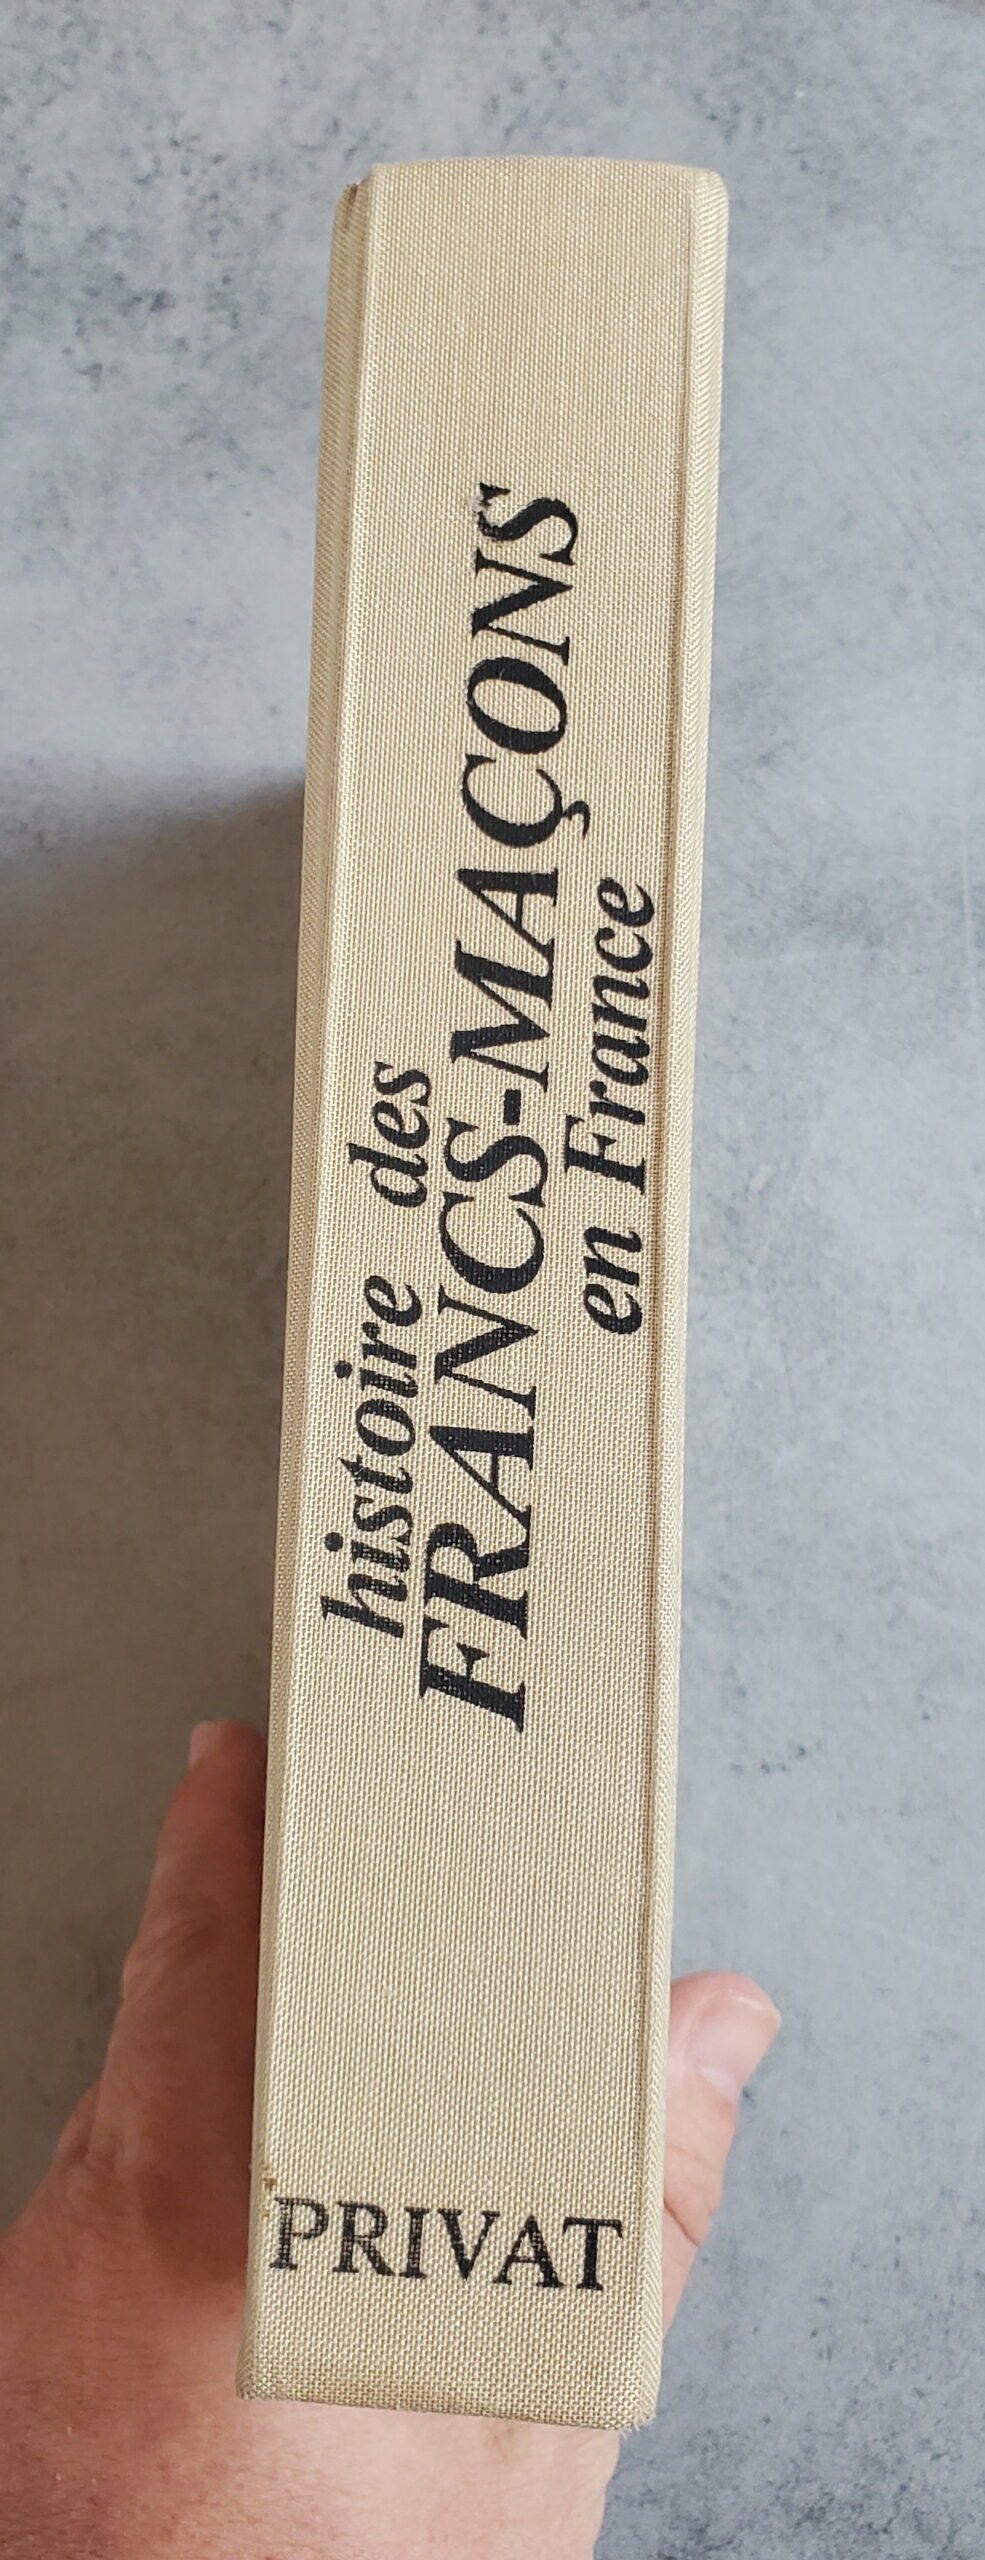 histoire des
FRANCS-MAÇONS
en France
PRIVAT